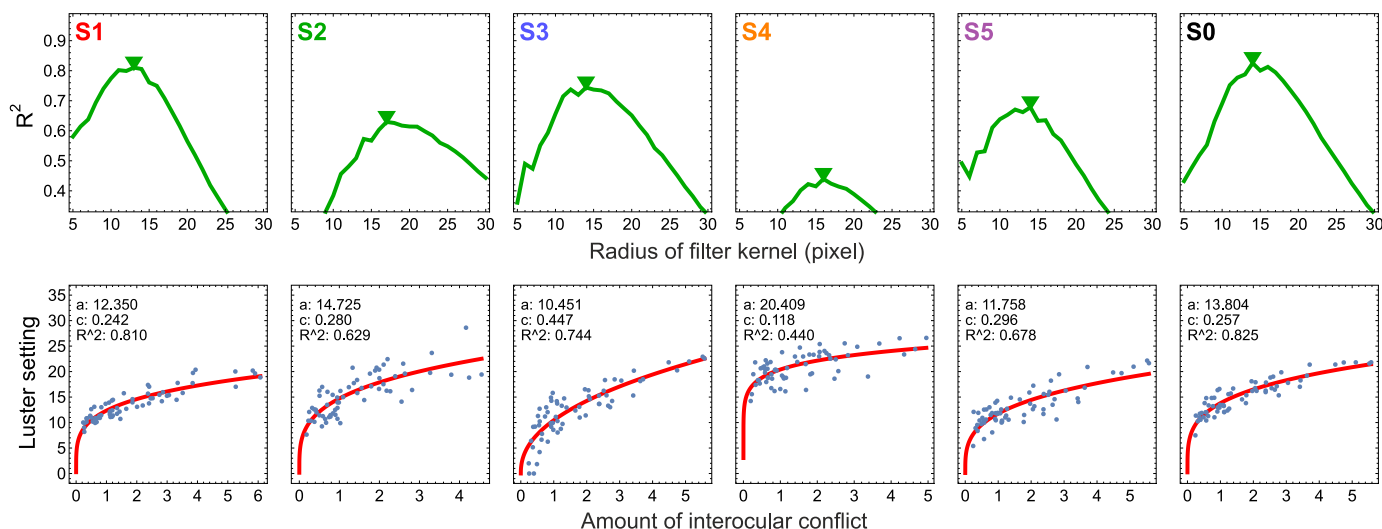 S1 S2 S3 S4 S5 S0
R²
0.9
0.8
0.7
0.6
0.5
0.4
5 10 15 20 25 30 5 10 15 20 25 30 5 10 15 20 25 30 5 10 15 20 25 30 5 10 15 20 25 30 5 10 15 20 25 30
Radius of filter kernel (pixel)
Luster setting
35
30
25
20
15
10
5
0
a: 12.350
c: 0.242
R^2: 0.810
a: 14.725
c: 0.280
R^2: 0.629
a: 10.451
c: 0.447
R^2: 0.744
a: 20.409
c: 0.118
R^2: 0.440
a: 11.758
c: 0.296
R^2: 0.678
a: 13.804
c: 0.257
R^2: 0.825
0 1 2 3 4 5 6 0 1 2 3 4 0 1 2 3 4 5 0 1 2 3 4 5 0 1 2 3 4 5 0 1 2 3 4 5
Amount of interocular conflict